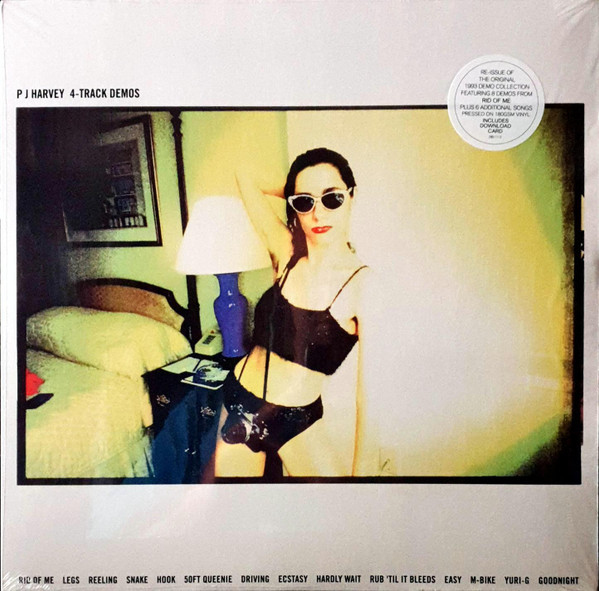 P J HARVEY 4-TRACK DEMOS
RE-ISSUE OF
THE ORIGINAL
1993 DEMO COLLECTION
FEATURING 8 DEMOS FROM
RID OF ME
PLUS 6 ADDITIONAL SONGS
PRESSED ON 180GSM VINYL
INCLUDES
DOWNLOAD
CARD
RID OF ME LEGS REELING SNAKE HOOK 50FT QUEENIE DRIVING ECSTASY HARDLY WAIT RUB 'TIL IT BLEEDS EASY M-BIKE YURI-G GOODNIGHT